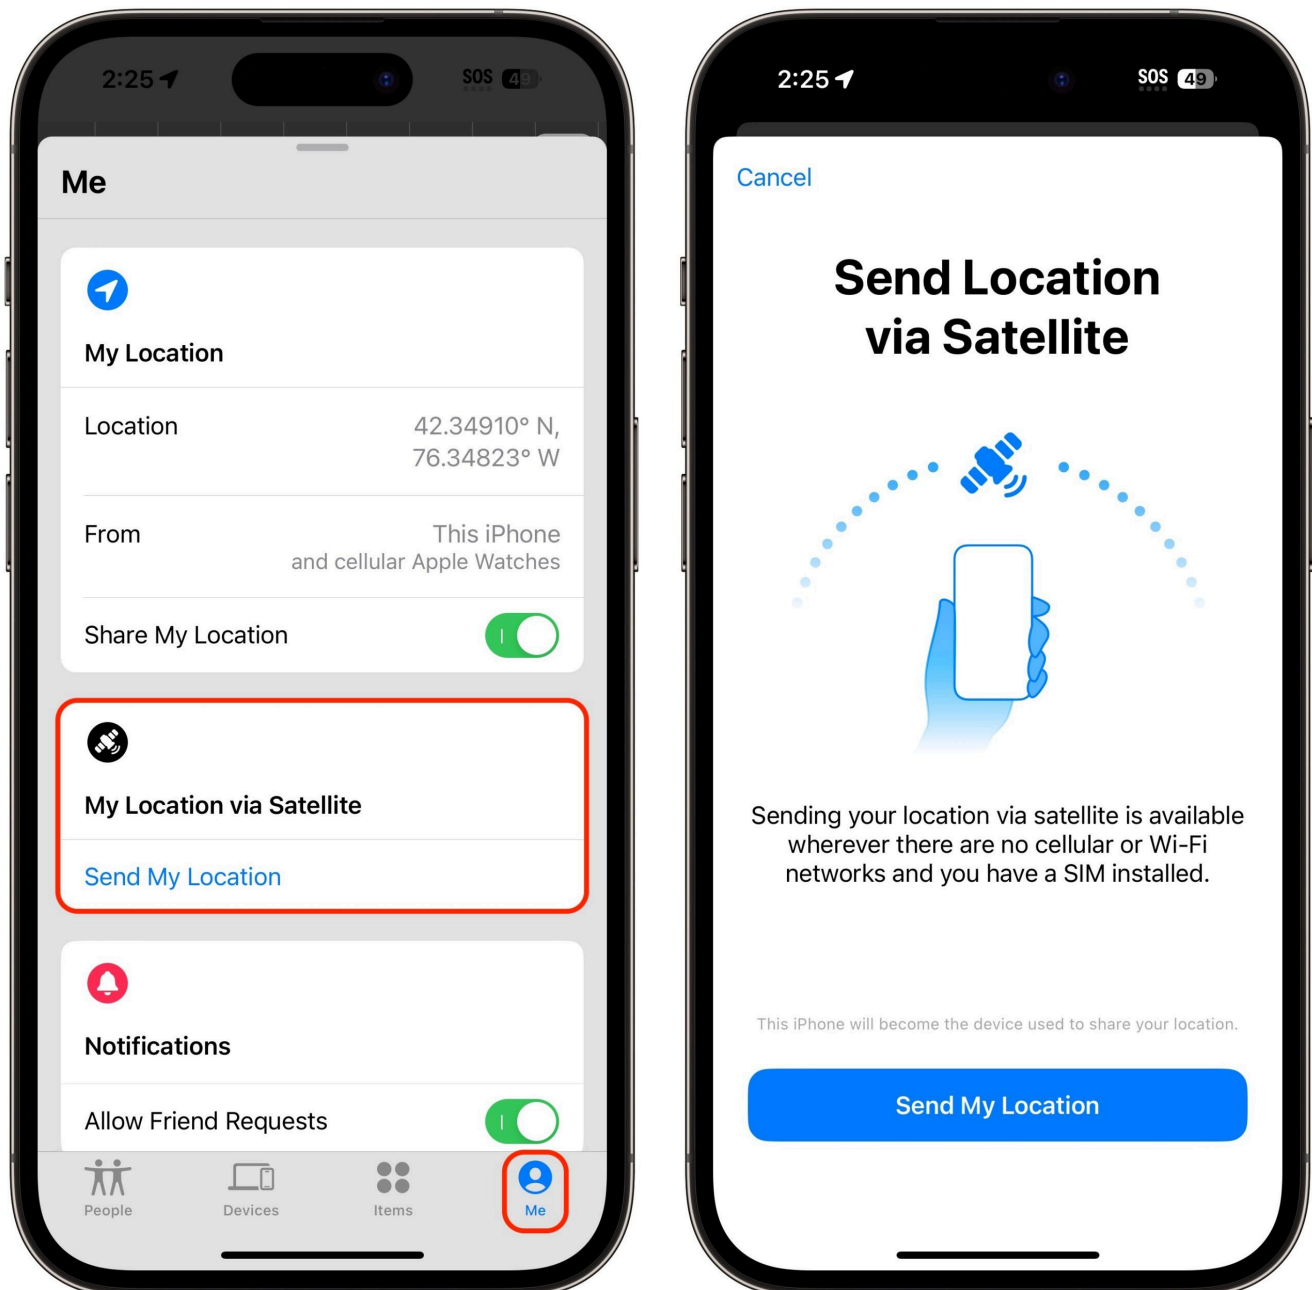 2:25
SOS 49
Me
My Location
Location
42.34910° N,
76.34823° W
From
This iPhone
and cellular Apple Watches
Share My Location
My Location via Satellite
Send My Location
Notifications
Allow Friend Requests
People
Devices
Items
Me
2:25
SOS 49
Cancel
Send Location
via Satellite
Sending your location via satellite is available
wherever there are no cellular or Wi-Fi
networks and you have a SIM installed.
This iPhone will become the device used to share your location.
Send My Location